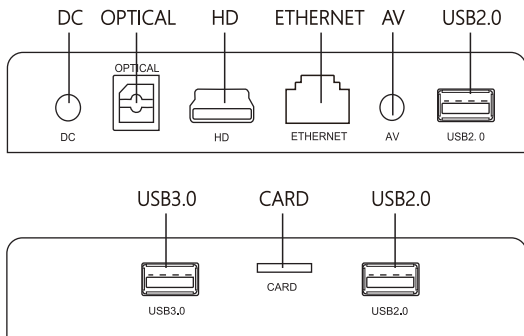 DC OPTICAL HD ETHERNET AV USB2.0
OPTICAL
DC HD ETHERNET AV USB2. 0
USB3.0 CARD USB2.0
USB3.0 CARD USB2.0